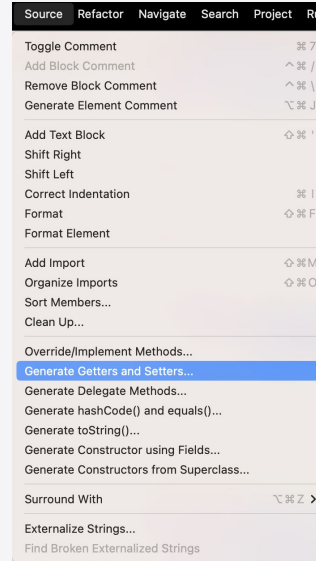 Source Refactor Navigate Search Project
Toggle Comment ⌘ 7
Add Block Comment ^ ⌘ /
Remove Block Comment ^ ⌘ \
Generate Element Comment ⌥ ⌘ J
Add Text Block ⇧ ⌘ '
Shift Right
Shift Left
Correct Indentation ⌘ I
Format ⇧ ⌘ F
Format Element
Add Import ⇧ ⌘ M
Organize Imports ⇧ ⌘ O
Sort Members...
Clean Up...
Override/Implement Methods...
Generate Getters and Setters...
Generate Delegate Methods...
Generate hashCode() and equals()...
Generate toString()...
Generate Constructor using Fields...
Generate Constructors from Superclass...
Surround With ⌥ ⌘ Z >
Externalize Strings...
Find Broken Externalized Strings